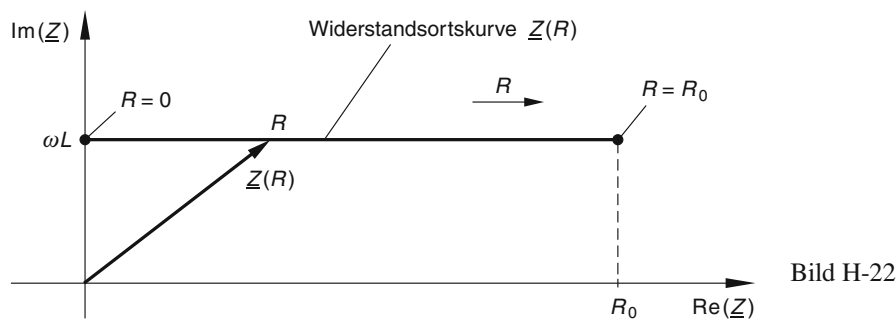 Im(Z)
Widerstandsortskurve Z(R)
R = 0
R
R = R₀
R
ωL
Z(R)
Bild H-22
R₀
Re(Z)